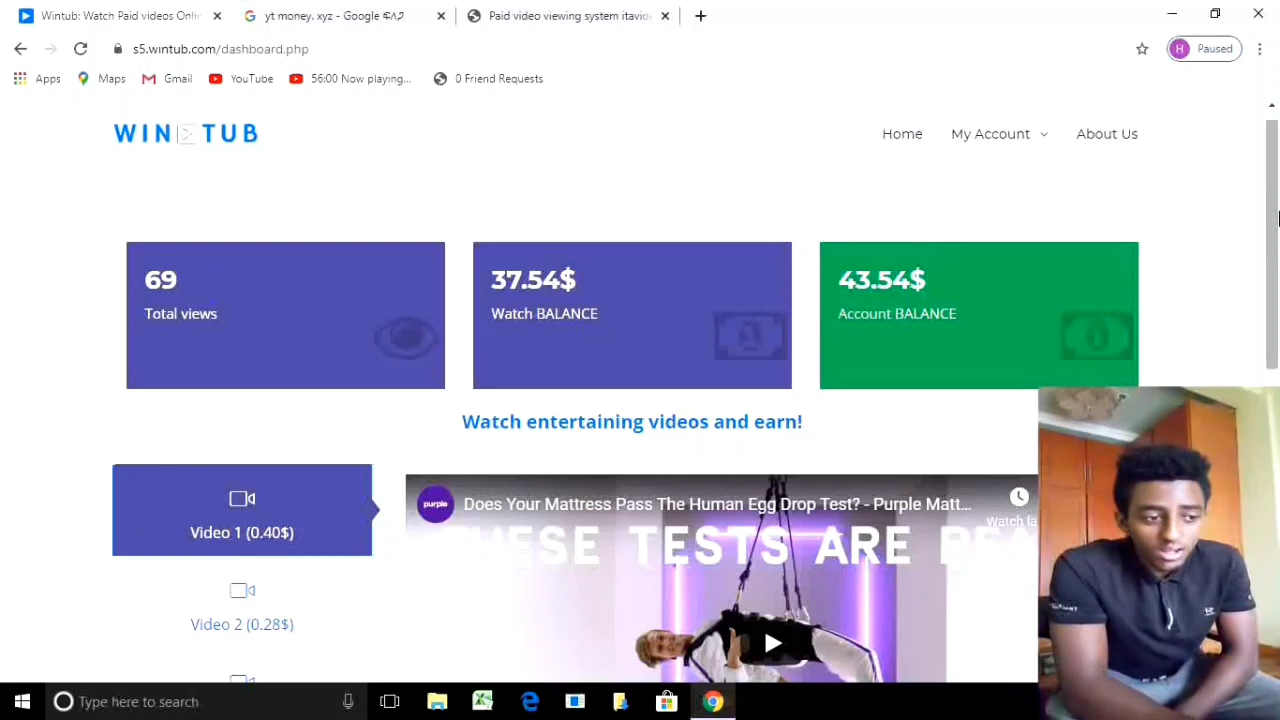 Wintub: Watch Paid videos Onli
yt money. xyz - Google ፍለጋ
Paid video viewing system itavid
s5.wintub.com/dashboard.php
H Paused
Apps
Maps
Gmail
YouTube
56:00 Now playing...
0 Friend Requests
WIN TUB
Home
My Account
About Us
69
Total views
37.54$
Watch BALANCE
43.54$
Account BALANCE
Watch entertaining videos and earn!
Video 1 (0.40$)
Video 2 (0.28$)
purple
Does Your Mattress Pass The Human Egg Drop Test? - Purple Matt...
Watch la
THESE TESTS ARE REA
Type here to search